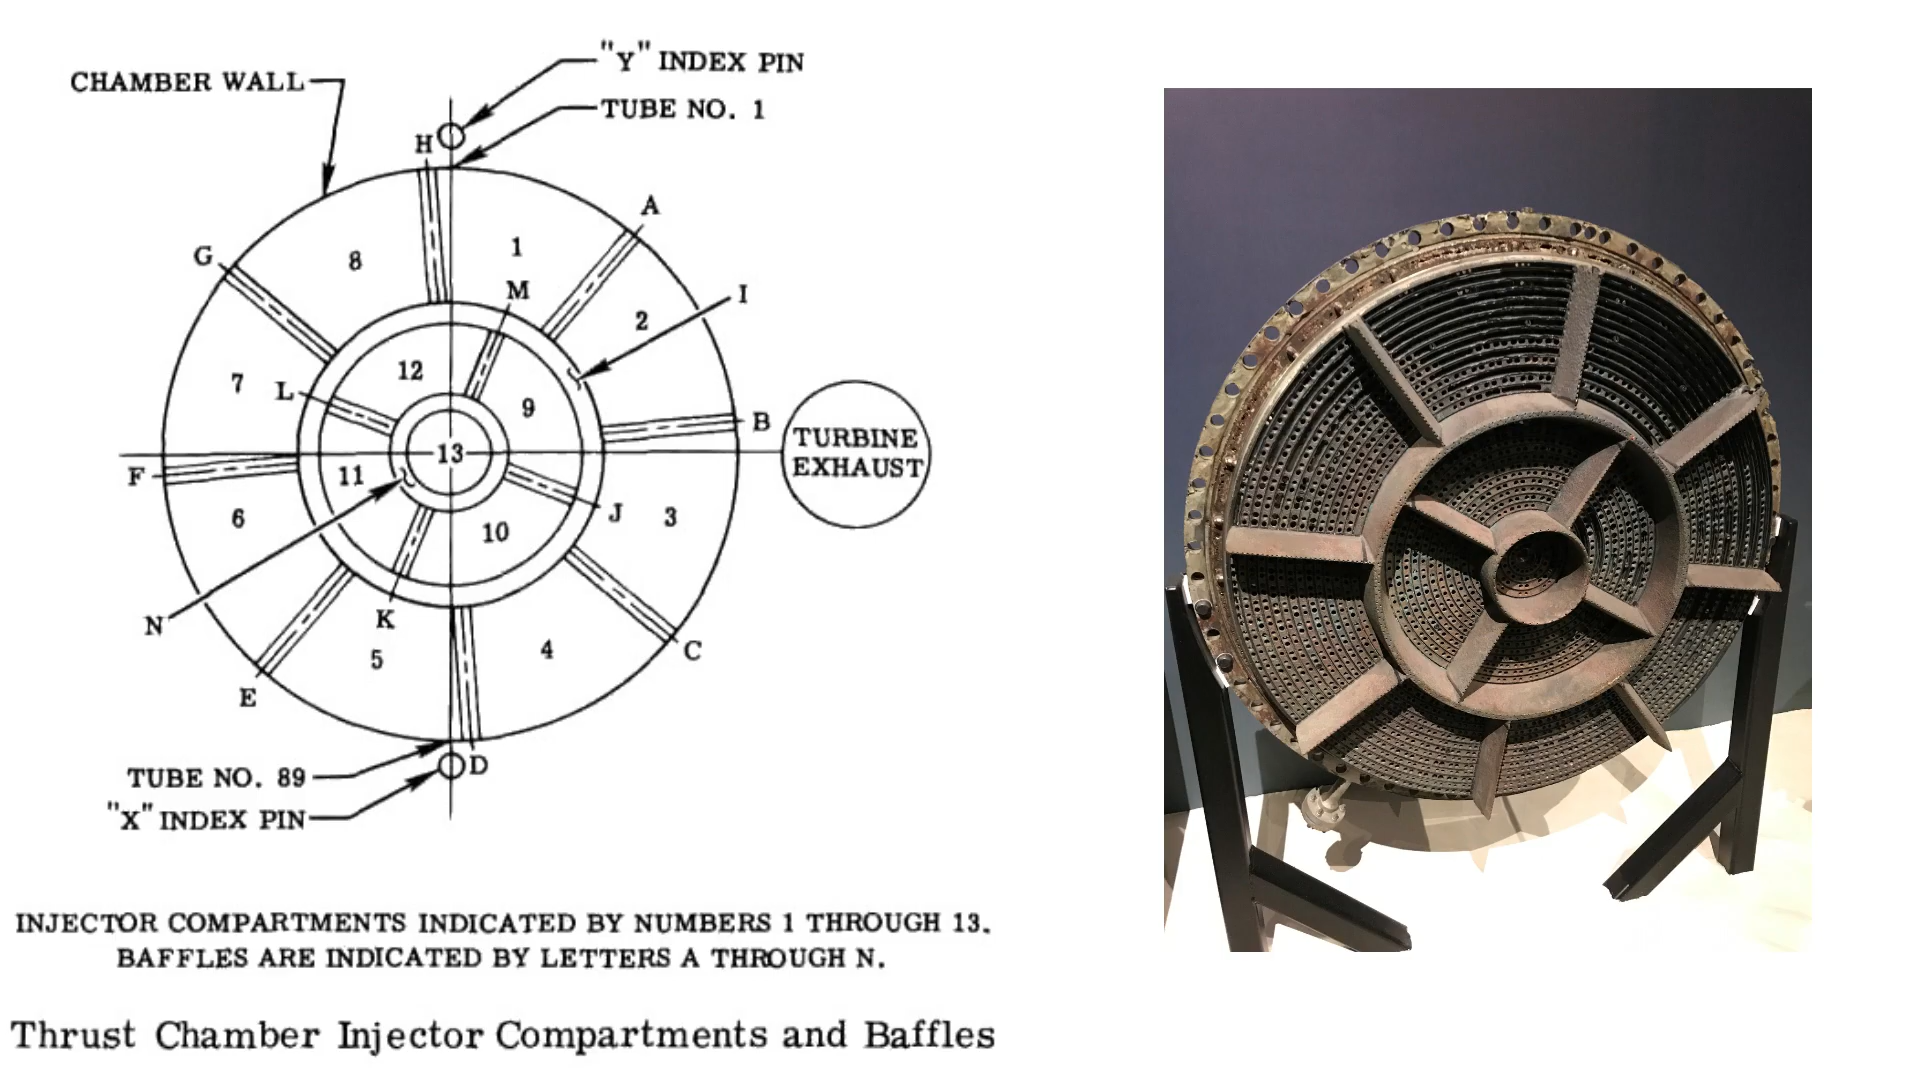 "Y" INDEX PIN
CHAMBER WALL
TUBE NO. 1
H
A
G
8
1
I
M
2
12
7
L
9
B
TURBINE
EXHAUST
13
F
11
J
6
10
3
K
N
C
5
4
E
TUBE NO. 89
D
"X" INDEX PIN
INJECTOR COMPARTMENTS INDICATED BY NUMBERS 1 THROUGH 13.
BAFFLES ARE INDICATED BY LETTERS A THROUGH N.
Thrust Chamber Injector Compartments and Baffles